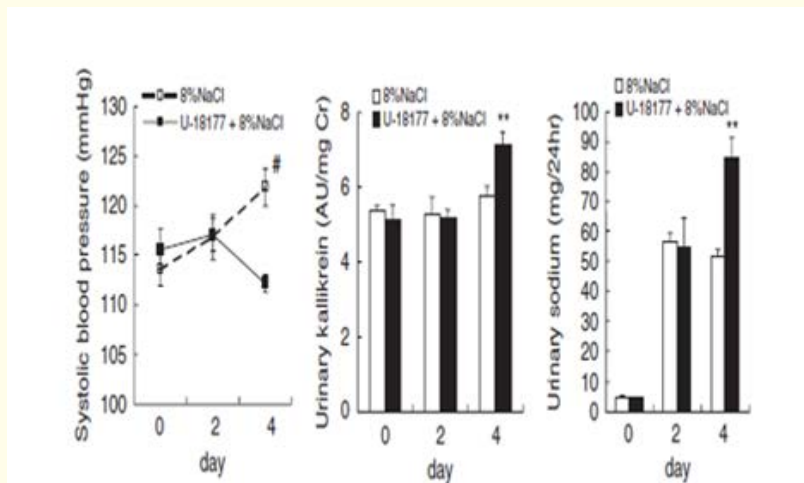 Systolic blood pressure (mmHg)
8%NaCl
U-18177 + 8%NaCl
130
125
120
115
110
105
100
#
0 2 4
day
Urinary kallikrein (AU/mg Cr)
8%NaCl
U-18177 + 8%NaCl
8
6
4
2
0
**
0 2 4
day
Urinary sodium (mg/24hr)
8%NaCl
U-18177 + 8%NaCl
100
90
80
70
60
50
40
30
20
10
0
**
0 2 4
day